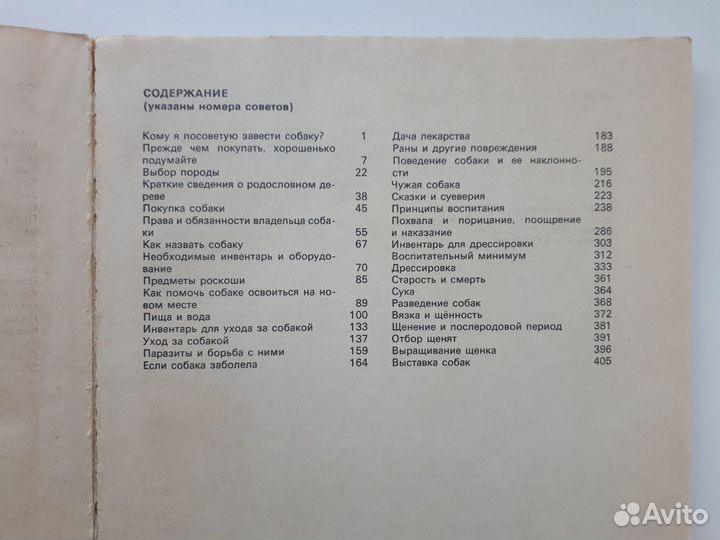 СОДЕРЖАНИЕ
(указаны номера советов)
Кому я посоветую завести собаку? 1
Прежде чем покупать, хорошенько
подумайте 7
Выбор породы 22
Краткие сведения о родословном де-
реве 38
Покупка собаки 45
Права и обязанности владельца соба-
ки 55
Как назвать собаку 67
Необходимые инвентарь и оборудо-
вание 70
Предметы роскоши 85
Как помочь собаке освоиться на но-
вом месте 89
Пища и вода 100
Инвентарь для ухода за собакой 133
Уход за собакой 137
Паразиты и борьба с ними 159
Если собака заболела 164
Дача лекарства 183
Раны и другие повреждения 188
Поведение собаки и ее наклонно-
сти 195
Чужая собака 216
Сказки и суеверия 223
Принципы воспитания 238
Похвала и порицание, поощрение
и наказание 286
Инвентарь для дрессировки 303
Воспитательный минимум 312
Дрессировка 333
Старость и смерть 361
Сука 364
Разведение собак 368
Вязка и щённость 372
Щенение и послеродовой период 381
Отбор щенят 391
Выращивание щенка 396
Выставка собак 405
Avito